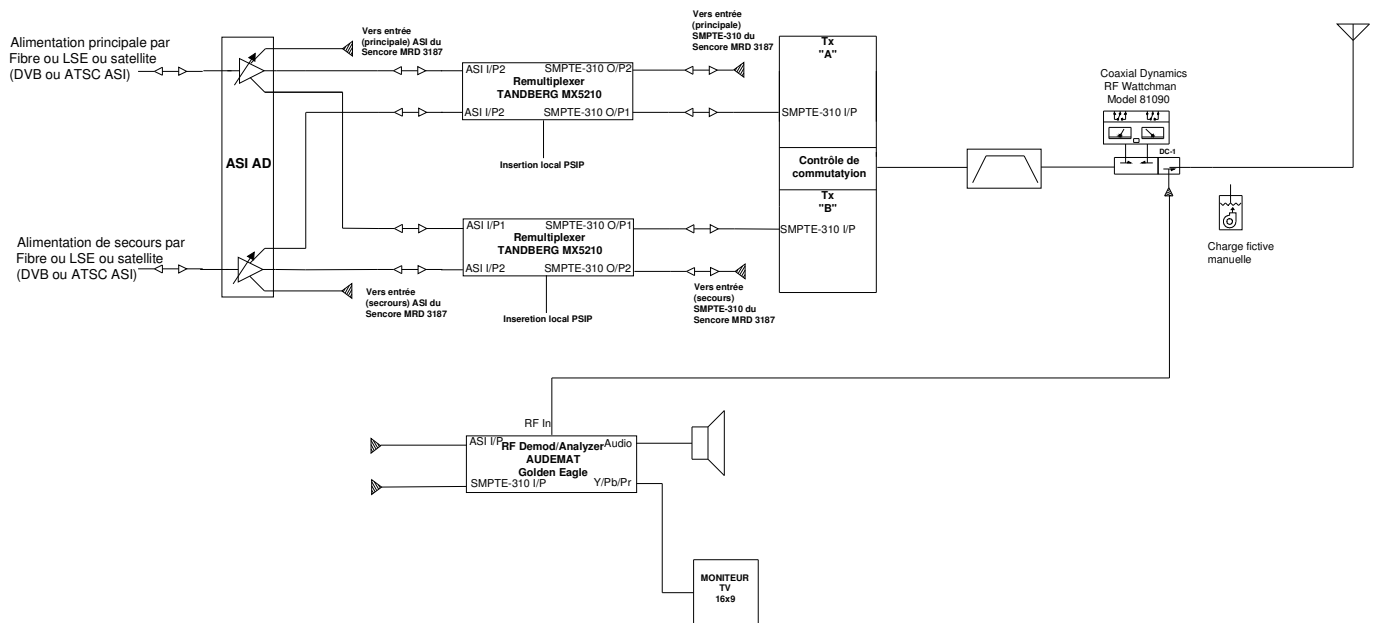 Alimentation principale par
Fibre ou LSE ou satellite
(DVB ou ATSC ASI)
Vers entrée
(principale) ASI du
Sencore MRD 3187
ASI AD
ASI I/P2
SMPTE-310 O/P2
Remultiplexer
TANDBERG MX5210
ASI I/P2
SMPTE-310 O/P1
Insertion local PSIP
Vers entrée
(principale)
SMPTE-310 du
Sencore MRD 3187
Tx
"A"
SMPTE-310 I/P
Contrôle de
commutatyion
Tx
"B"
SMPTE-310 I/P
Coaxial Dynamics
RF Wattchman
Model 81090
DC-1
Charge fictive
manuelle
Alimentation de secours par
Fibre ou LSE ou satellite
(DVB ou ATSC ASI)
Vers entrée
(secrours) ASI du
Sencore MRD 3187
ASI I/P1
SMPTE-310 O/P1
Remultiplexer
TANDBERG MX5210
ASI I/P2
SMPTE-310 O/P2
Inseretion local PSIP
Vers entrée
(secours)
SMPTE-310 du
Sencore MRD 3187
RF In
ASI I/P
RF Demod/Analyzer
Audio
AUDEMAT
Golden Eagle
SMPTE-310 I/P
Y/Pb/Pr
MONITEUR
TV
16x9